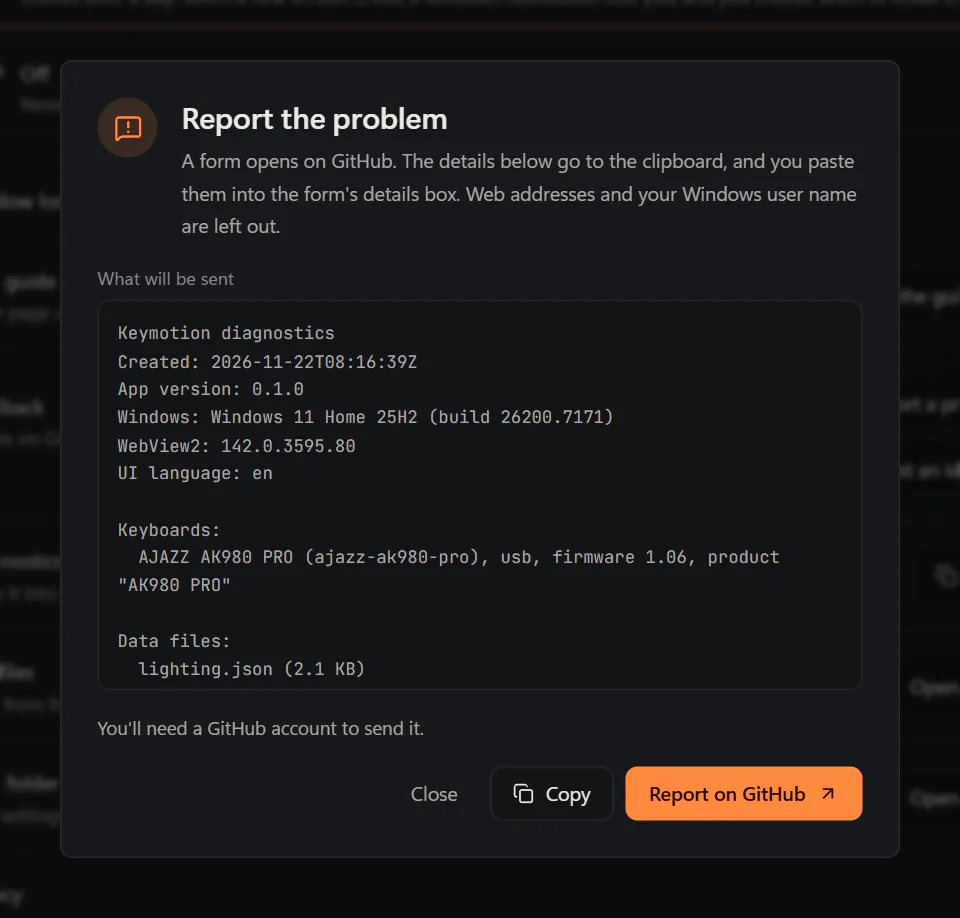 Off
Report the problem
A form opens on GitHub. The details below go to the clipboard, and you paste
them into the form's details box. Web addresses and your Windows user name
are left out.
What will be sent
Keymotion diagnostics
Created: 2026-11-22T08:16:39Z
App version: 0.1.0
Windows: Windows 11 Home 25H2 (build 26200.7171)
WebView2: 142.0.3595.80
UI language: en
Keyboards:
AJAZZ AK980 PRO (ajazz-ak980-pro), usb, firmware 1.06, product
"AK980 PRO"
Data files:
lighting.json (2.1 KB)
You'll need a GitHub account to send it.
Close
Copy
Report on GitHub
guide
folder
Open
Open